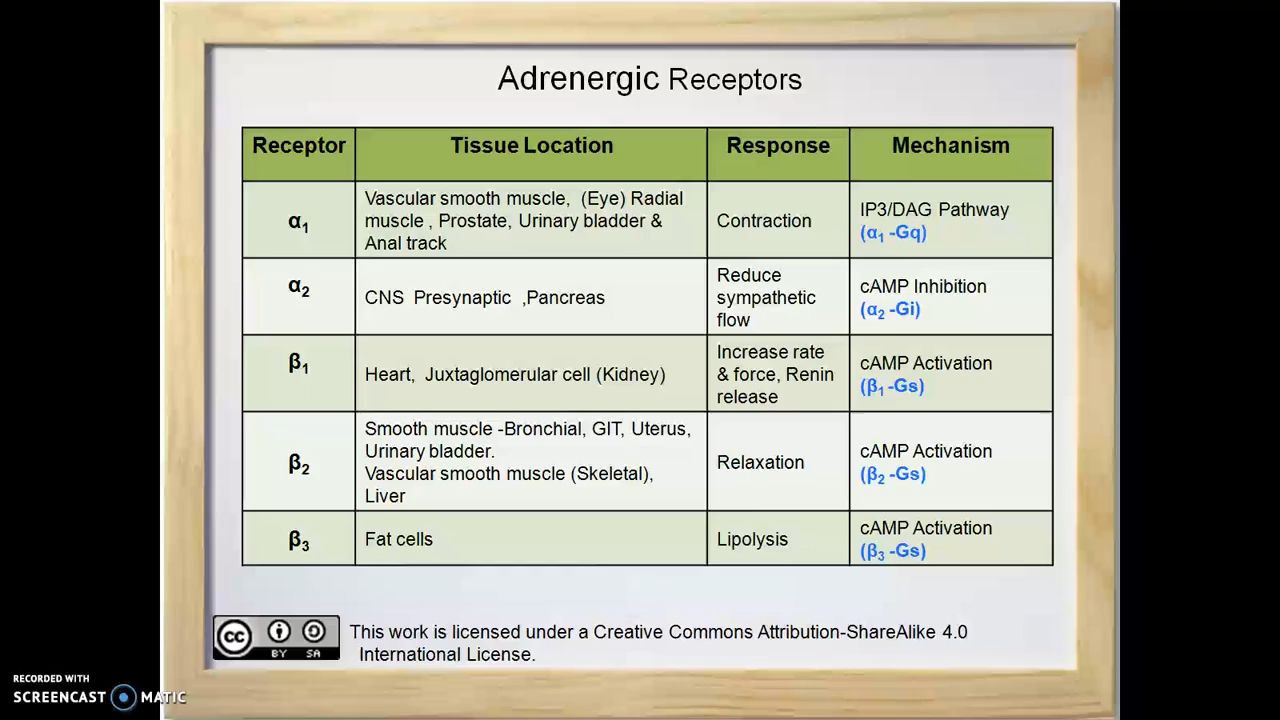 Adrenergic Receptors
Receptor Tissue Location Response Mechanism
α1
Vascular smooth muscle, (Eye) Radial
muscle , Prostate, Urinary bladder &
Anal track
Contraction
IP3/DAG Pathway
(α1 -Gq)
α2
CNS Presynaptic ,Pancreas
Reduce
sympathetic
flow
cAMP Inhibition
(α2 -Gi)
β1
Heart, Juxtaglomerular cell (Kidney)
Increase rate
& force, Renin
release
cAMP Activation
(β1 -Gs)
β2
Smooth muscle -Bronchial, GIT, Uterus,
Urinary bladder.
Vascular smooth muscle (Skeletal),
Liver
Relaxation
cAMP Activation
(β2 -Gs)
β3
Fat cells
Lipolysis
cAMP Activation
(β3 -Gs)
cc
BY SA
This work is licensed under a Creative Commons Attribution-ShareAlike 4.0
International License.
RECORDED WITH
SCREENCAST MATIC